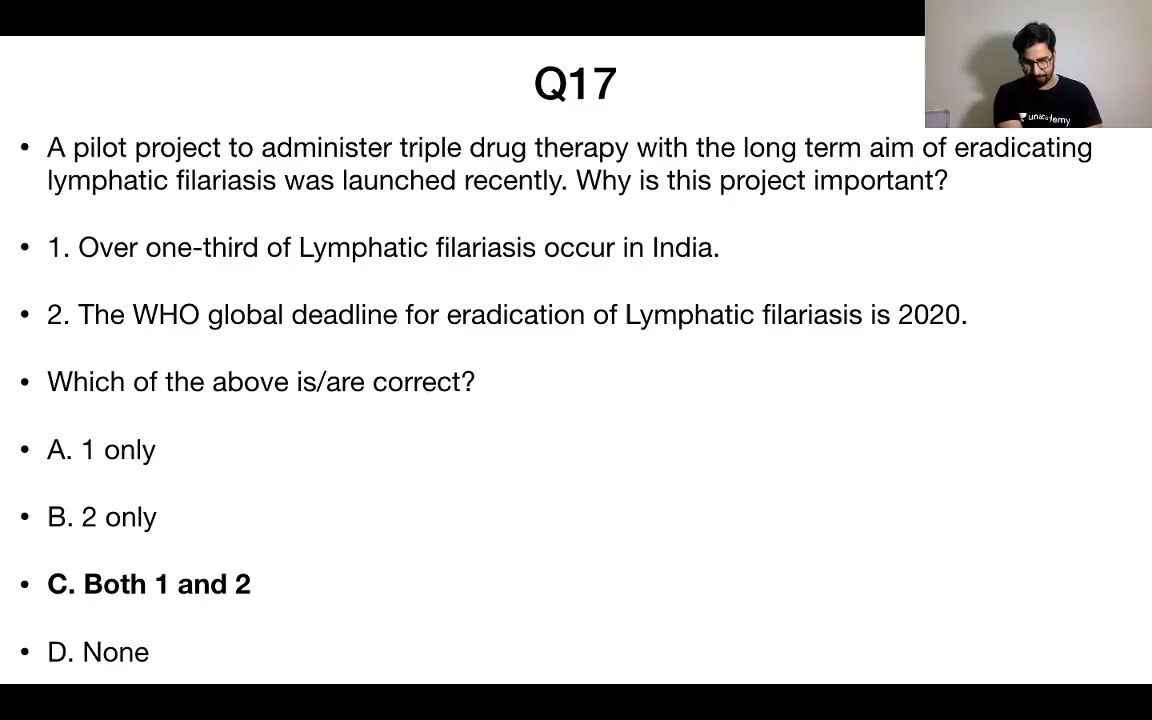 Q17
unacademy
• A pilot project to administer triple drug therapy with the long term aim of eradicating
lymphatic filariasis was launched recently. Why is this project important?
• 1. Over one-third of Lymphatic filariasis occur in India.
• 2. The WHO global deadline for eradication of Lymphatic filariasis is 2020.
• Which of the above is/are correct?
• A. 1 only
• B. 2 only
• C. Both 1 and 2
• D. None